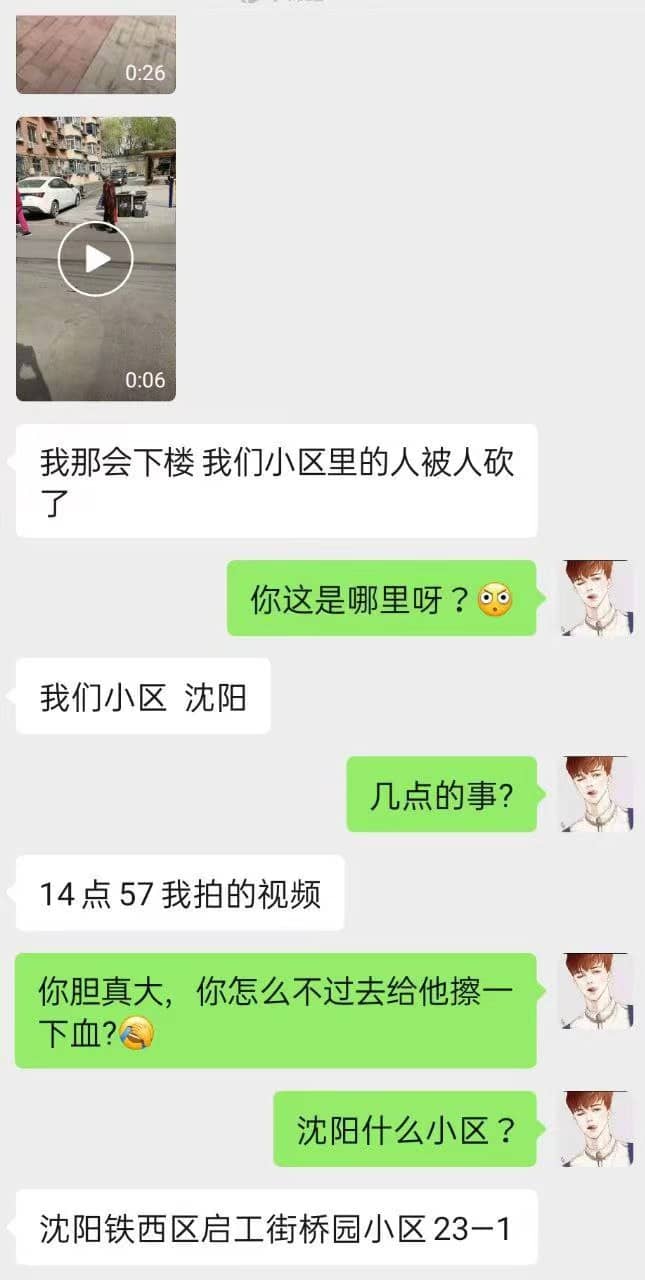 0:26
0:06
我那会下楼 我们小区里的人被人砍
了
你这是哪里呀？
我们小区 沈阳
几点的事?
14点57我拍的视频
你胆真大，你怎么不过去给他擦一
下血?
沈阳什么小区？
沈阳铁西区启工街桥园小区23—1